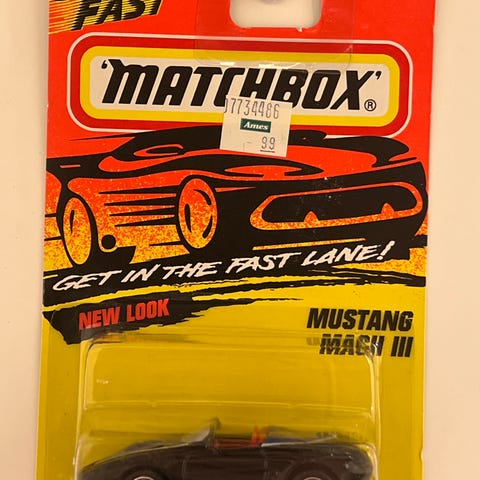 FAST
'MATCHBOX'®
07734486
Ames
99
GET IN THE FAST LANE!
NEW LOOK
MUSTANG
MACH III